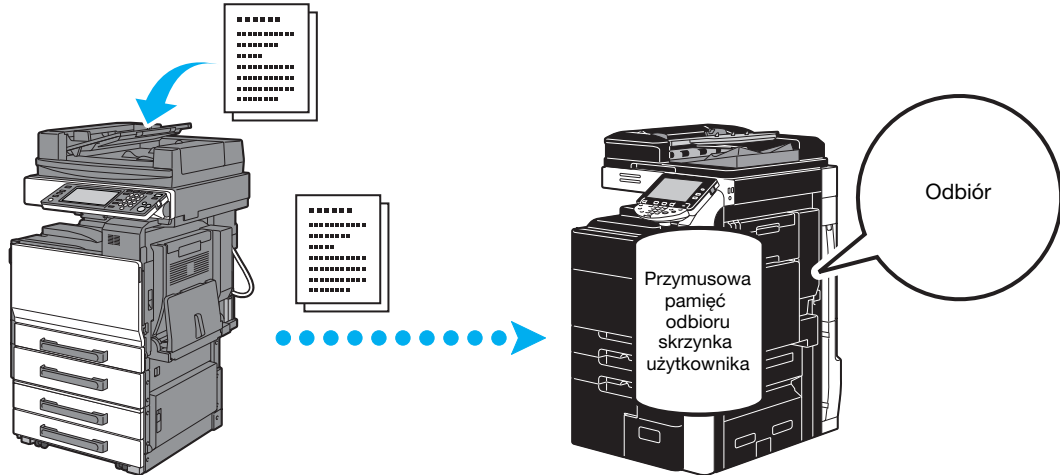 Odbiór
Przymusowa
pamięć
odbioru
skrzynka
użytkownika